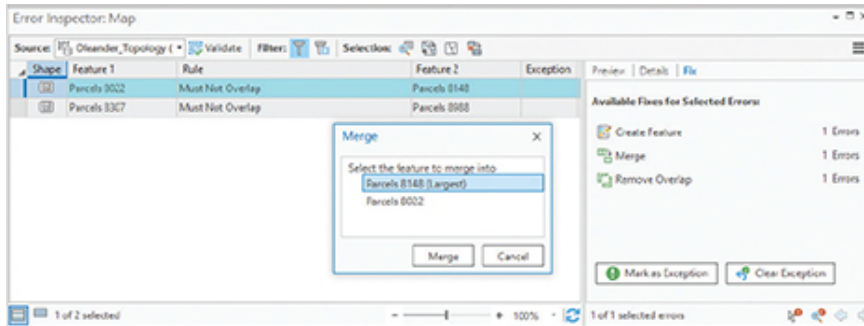 Error Inspector: Map
Source: Oleander_Topology ( Validate Filter: Selection:
Shape Feature 1 Rule Feature 2 Exception
Parcels 8022 Must Not Overlap Parcels 8148
Parcels 8307 Must Not Overlap Parcels 8988
Merge
Select the feature to merge into
Parcels 8148 (Largest)
Parcels 8022
Merge Cancel
Preview Details Fix
Available Fixes for Selected Errors:
Create Feature 1 Errors
Merge 1 Errors
Remove Overlap 1 Errors
Mark as Exception Clear Exception
1 of 2 selected
100%
1 of 1 selected errors